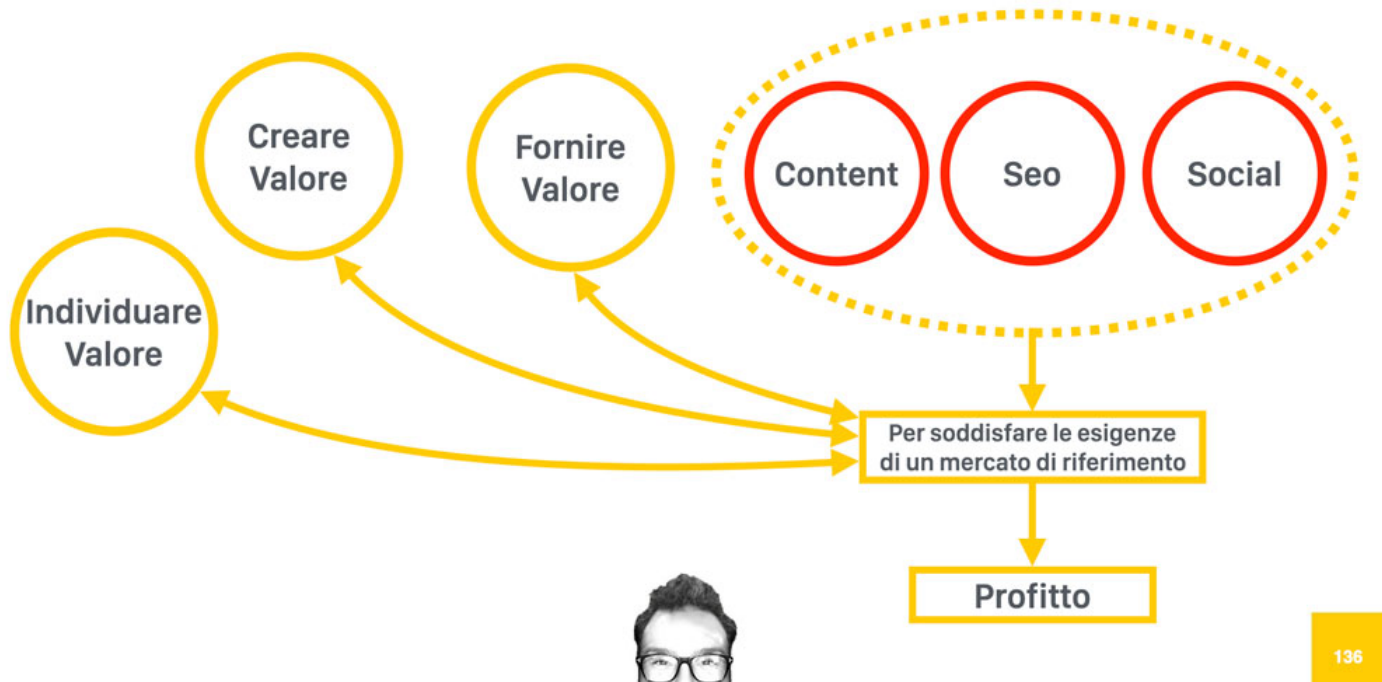 Creare
Valore
Fornire
Valore
Content
Seo
Social
Individuare
Valore
Per soddisfare le esigenze
di un mercato di riferimento
Profitto
136